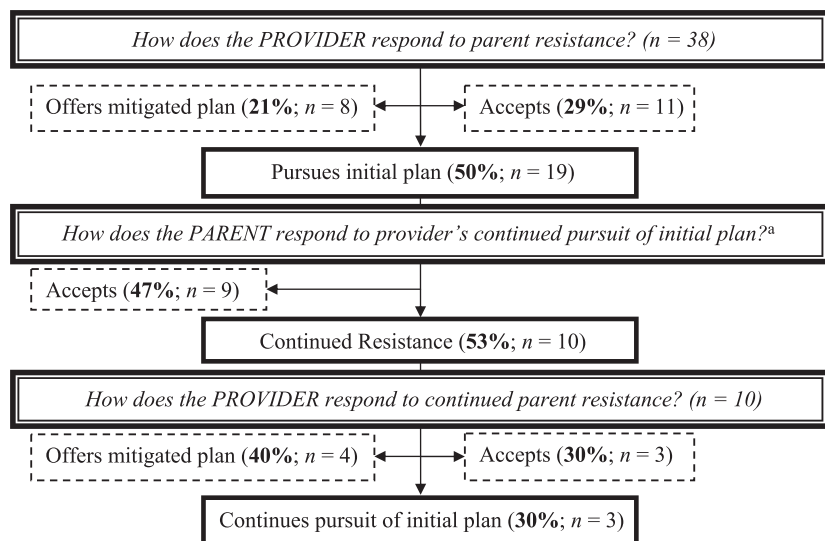 How does the PROVIDER respond to parent resistance? (n = 38)
Offers mitigated plan (21%; n = 8)
Accepts (29%; n = 11)
Pursues initial plan (50%; n = 19)
How does the PARENT respond to provider’s continued pursuit of initial plan?ᵃ
Accepts (47%; n = 9)
Continued Resistance (53%; n = 10)
How does the PROVIDER respond to continued parent resistance? (n = 10)
Offers mitigated plan (40%; n = 4)
Accepts (30%; n = 3)
Continues pursuit of initial plan (30%; n = 3)